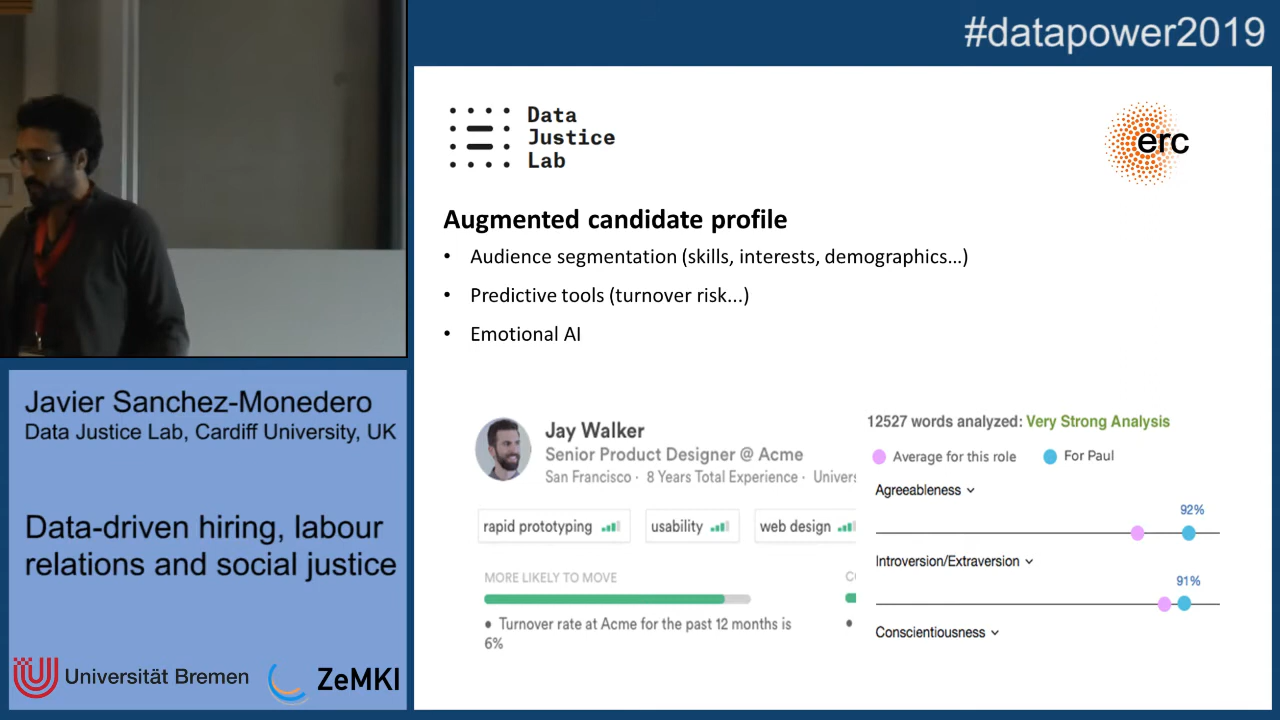 #datapower2019
Data
Justice
Lab
erc
Augmented candidate profile
• Audience segmentation (skills, interests, demographics...)
• Predictive tools (turnover risk...)
• Emotional AI
Jay Walker
Senior Product Designer @ Acme
San Francisco · 8 Years Total Experience · Univers
rapid prototyping
usability
web design
MORE LIKELY TO MOVE
• Turnover rate at Acme for the past 12 months is
6%
12527 words analyzed: Very Strong Analysis
Average for this role
For Paul
Agreeableness
92%
Introversion/Extraversion
91%
Conscientiousness
Javier Sanchez-Monedero
Data Justice Lab, Cardiff University, UK
Data-driven hiring, labour
relations and social justice
Universität Bremen
ZeMKI